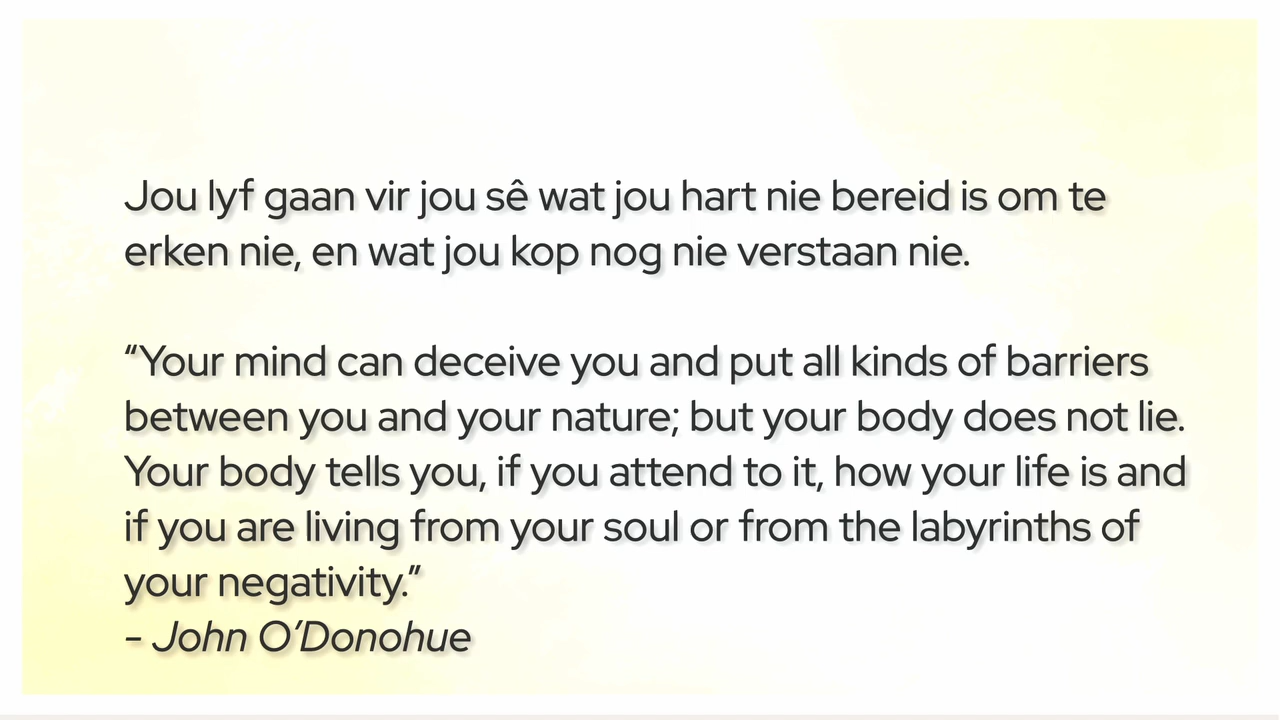 Jou lyf gaan vir jou sê wat jou hart nie bereid is om te
erken nie, en wat jou kop nog nie verstaan nie.
“Your mind can deceive you and put all kinds of barriers
between you and your nature; but your body does not lie.
Your body tells you, if you attend to it, how your life is and
if you are living from your soul or from the labyrinths of
your negativity.”
- John O’Donohue